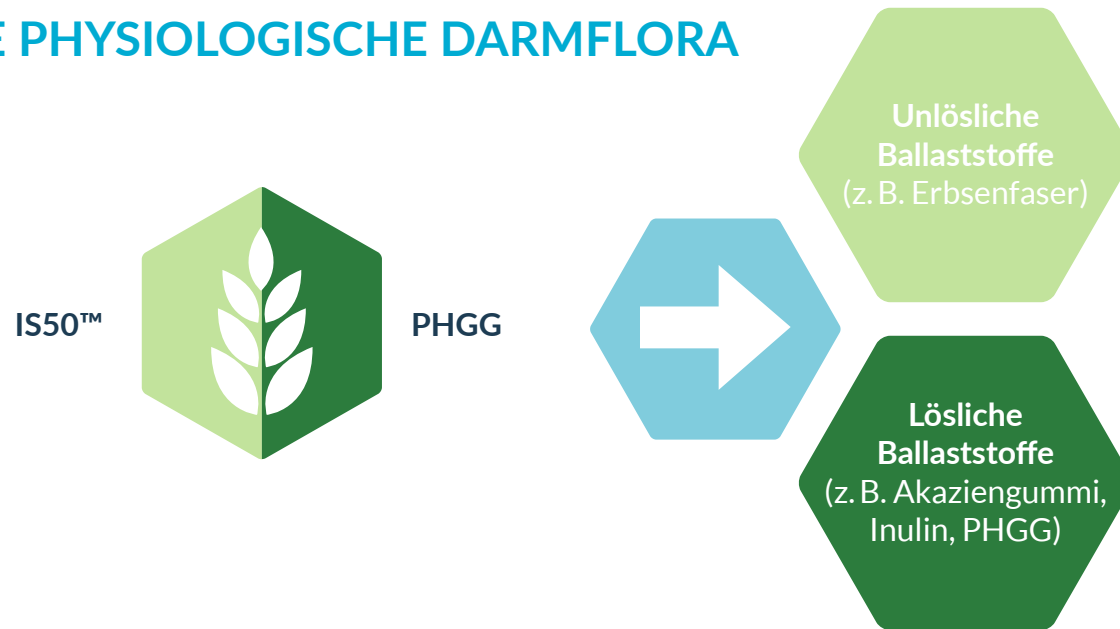 E PHYSIOLOGISCHE DARMFLORA
Unlösliche
Ballaststoffe
(z. B. Erbsenfaser)
IS50™
PHGG
Lösliche
Ballaststoffe
(z. B. Akaziengummi,
Inulin, PHGG)